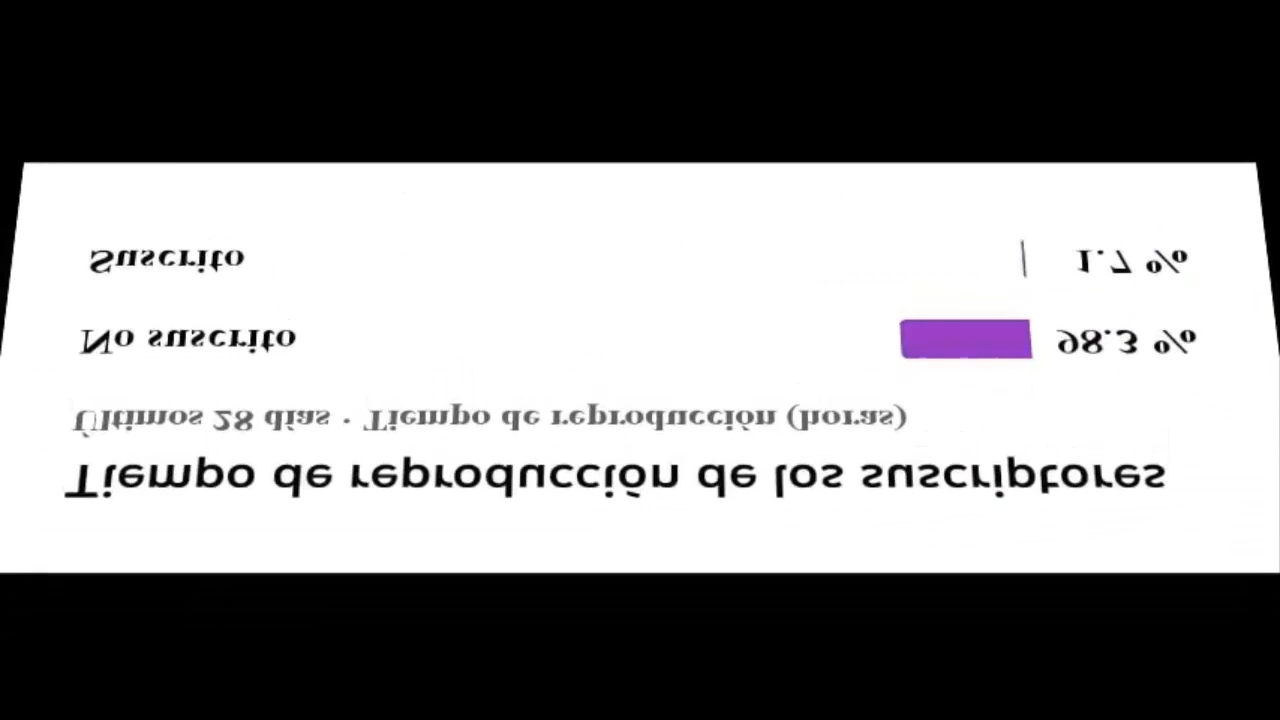 Tiempo de reproducción de los suscriptores
Últimos 28 días · Tiempo de reproducción (horas)
No suscrito 98.3 %
Suscrito 1.7 %